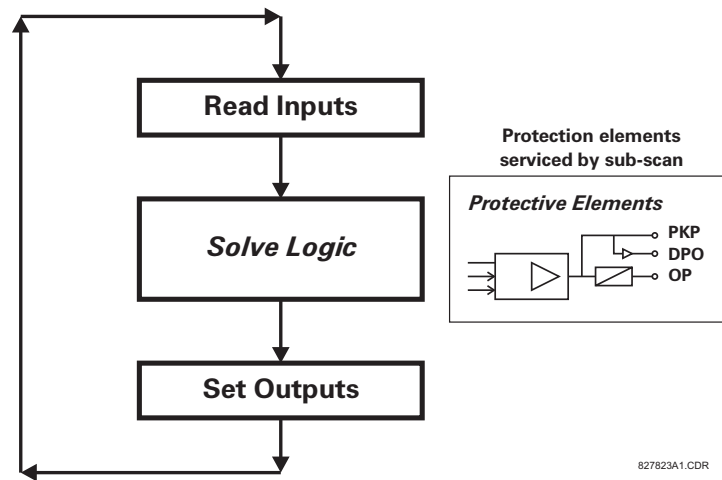 Read Inputs
Solve Logic
Set Outputs
Protection elements
serviced by sub-scan
Protective Elements
PKP
DPO
OP
827823A1.CDR